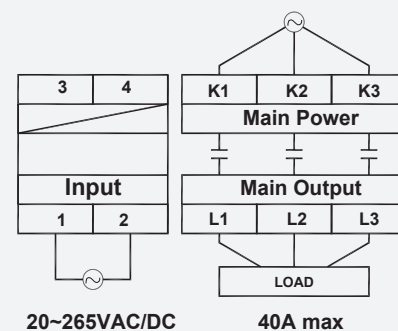 3 4
K1 K2 K3
Main Power
Input
Main Output
1 2
L1 L2 L3
LOAD
20~265VAC/DC
40A max